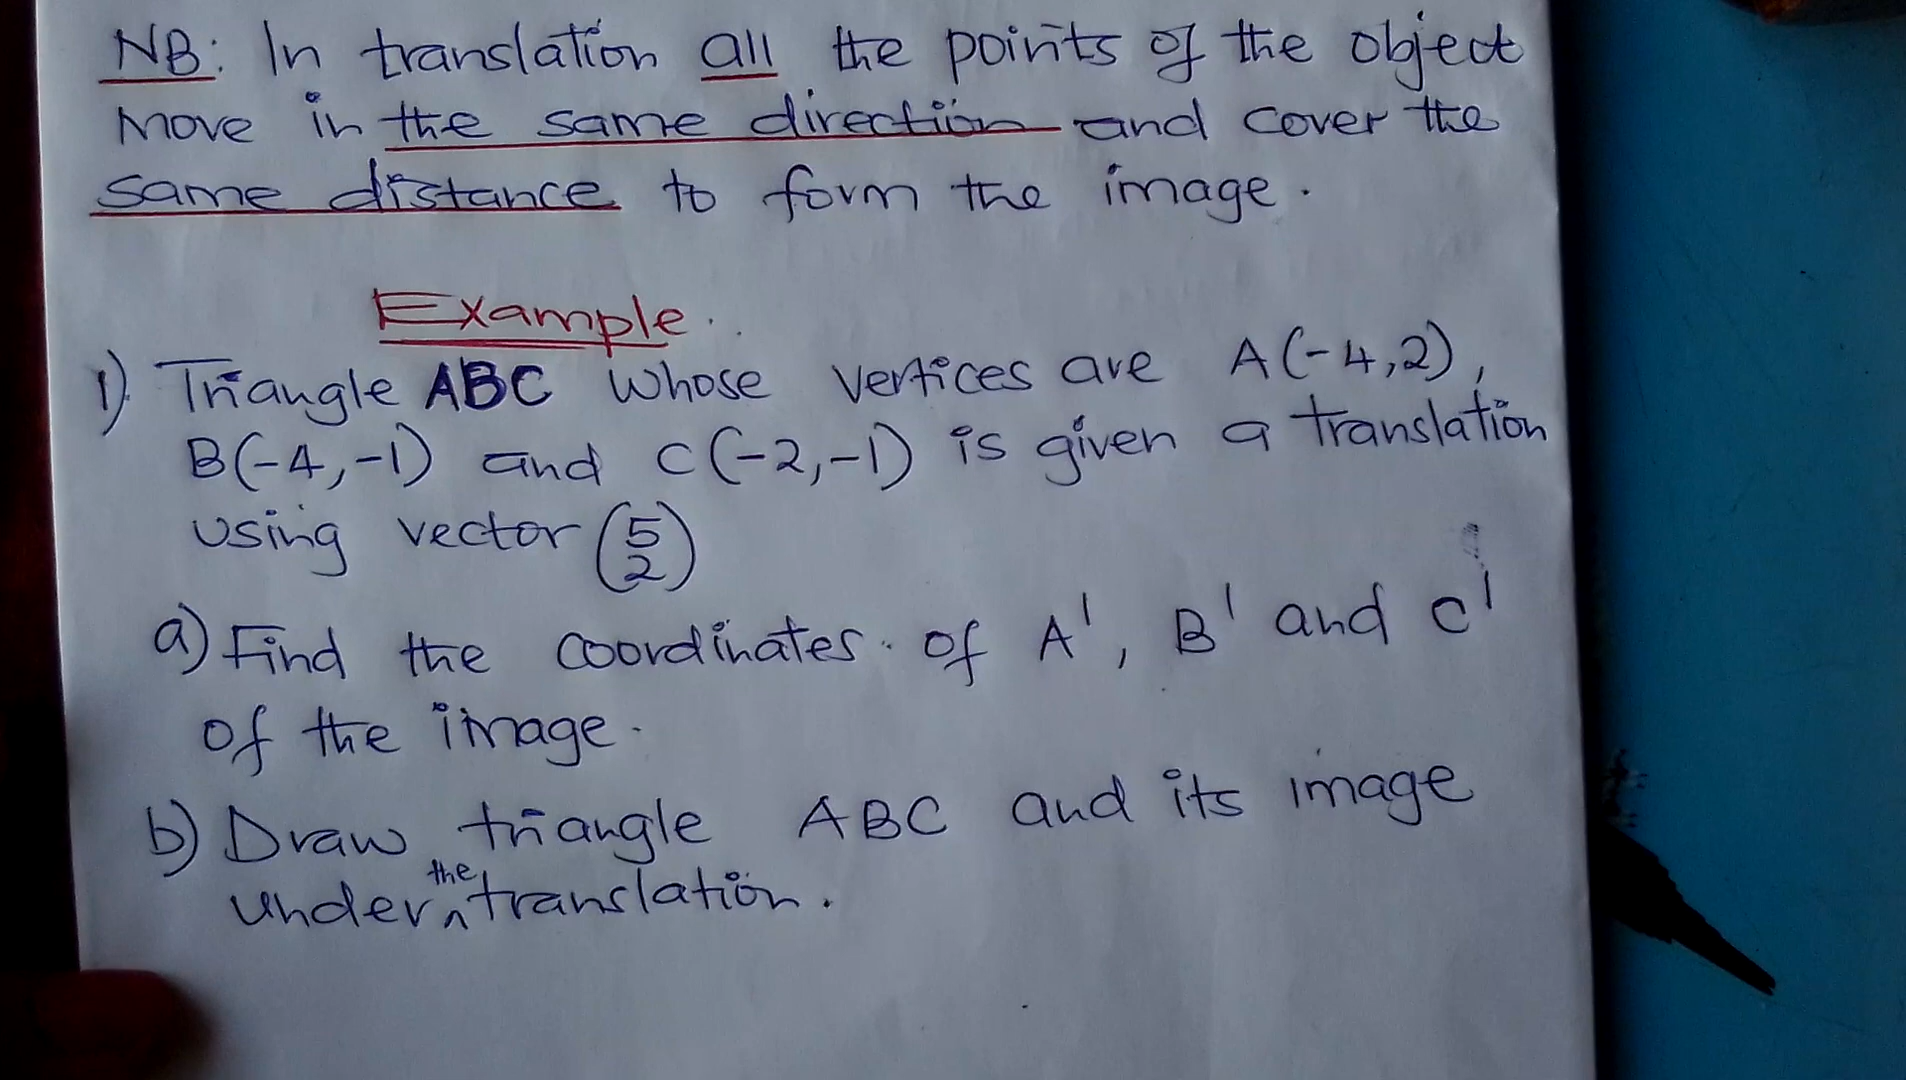 NB: In translation all the points of the object
move in the same direction and cover the
same distance to form the image.
Example.
1) Triangle ABC whose vertices are A(-4,2),
B(-4,-1) and C(-2,-1) is given a translation
using vector (5
2)
a) Find the coordinates of A', B' and C'
of the image.
b) Draw triangle ABC and its image
under the translation.